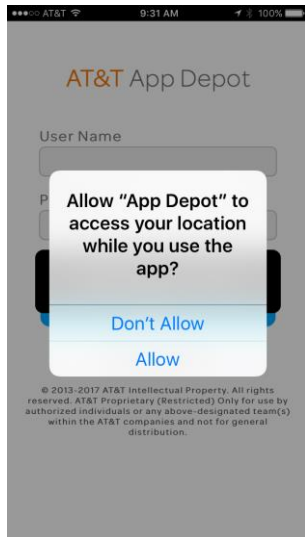 AT&T 9:31 AM 100%
AT&T App Depot
User Name
P
Allow “App Depot” to
access your location
while you use the
app?
Don’t Allow
Allow
© 2013-2017 AT&T Intellectual Property. All rights
reserved. AT&T Proprietary (Restricted) Only for use by
authorized individuals or any above-designated team(s)
within the AT&T companies and not for general
distribution.